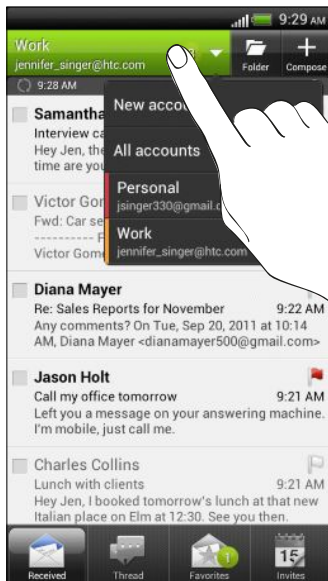 9:29 AM
Work
jennifer_singer@htc.com
Folder
Compose
9:28 AM
New
All accounts
Personal
jsinger330@gmail.c
Work
jennifer_singer@htc.com
Samantha
Interview
Hey Jen, the
time are you
Victor Gom
Fwd: Car se
---------- F
Victor Gome
Diana Mayer
Re: Sales Reports for November 9:22 AM
Any comments? On Tue, Sep 20, 2011 at 10:14
AM, Diana Mayer <dianamayer500@gmail.com>
Jason Holt
Call my office tomorrow 9:21 AM
Left you a message on your answering machine.
I'm mobile, just call me.
Charles Collins
Lunch with clients 9:21 AM
Hey Jen, I booked tomorrow's lunch at that new
Italian place on Elm at 12:30. See you then.
1
15
Received
Thread
Favorites
Invites